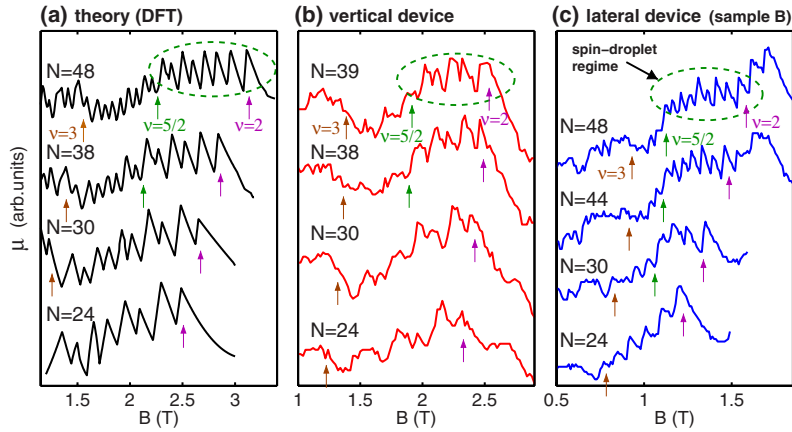 (a) theory (DFT)
N=48
ν=3
ν=5/2
ν=2
N=38
N=30
N=24
μ (arb.units)
1.5 2 2.5 3
B (T)
(b) vertical device
N=39
ν=3
ν=5/2
ν=2
N=38
N=30
N=24
1 1.5 2 2.5
B (T)
(c) lateral device (sample B)
spin-droplet
regime
N=48
ν=3
ν=5/2
ν=2
N=44
N=30
N=24
0.5 1 1.5
B (T)